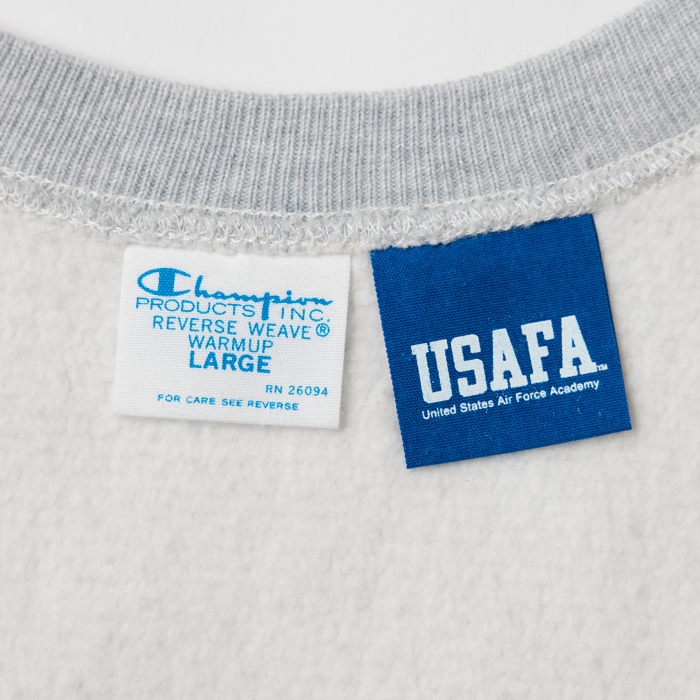 Champion
PRODUCTS INC.
REVERSE WEAVE®
WARMUP
LARGE
RN 26094
FOR CARE SEE REVERSE
USAFA™
United States Air Force Academy